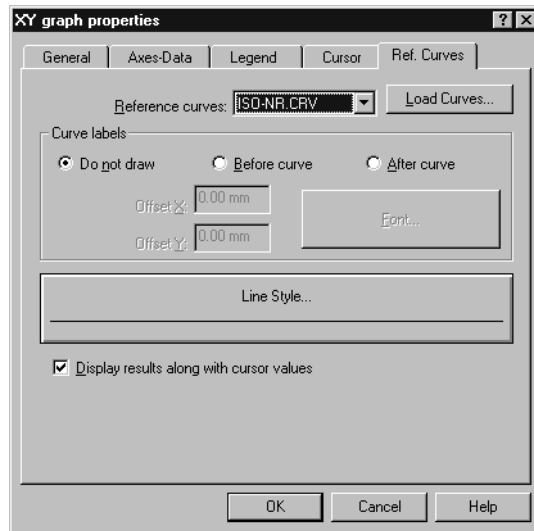 XY graph properties ? X
General Axes-Data Legend Cursor Ref. Curves
Reference curves: ISO-NR.CRV Load Curves...
Curve labels
Do not draw Before curve After curve
Offset X: 0.00 mm
Font...
Offset Y: 0.00 mm
Line Style...
Display results along with cursor values
OK Cancel Help